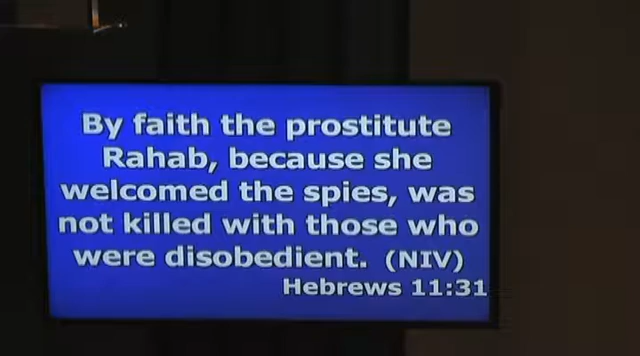 By faith the prostitute
Rahab, because she
welcomed the spies, was
not killed with those who
were disobedient. (NIV)
Hebrews 11:31